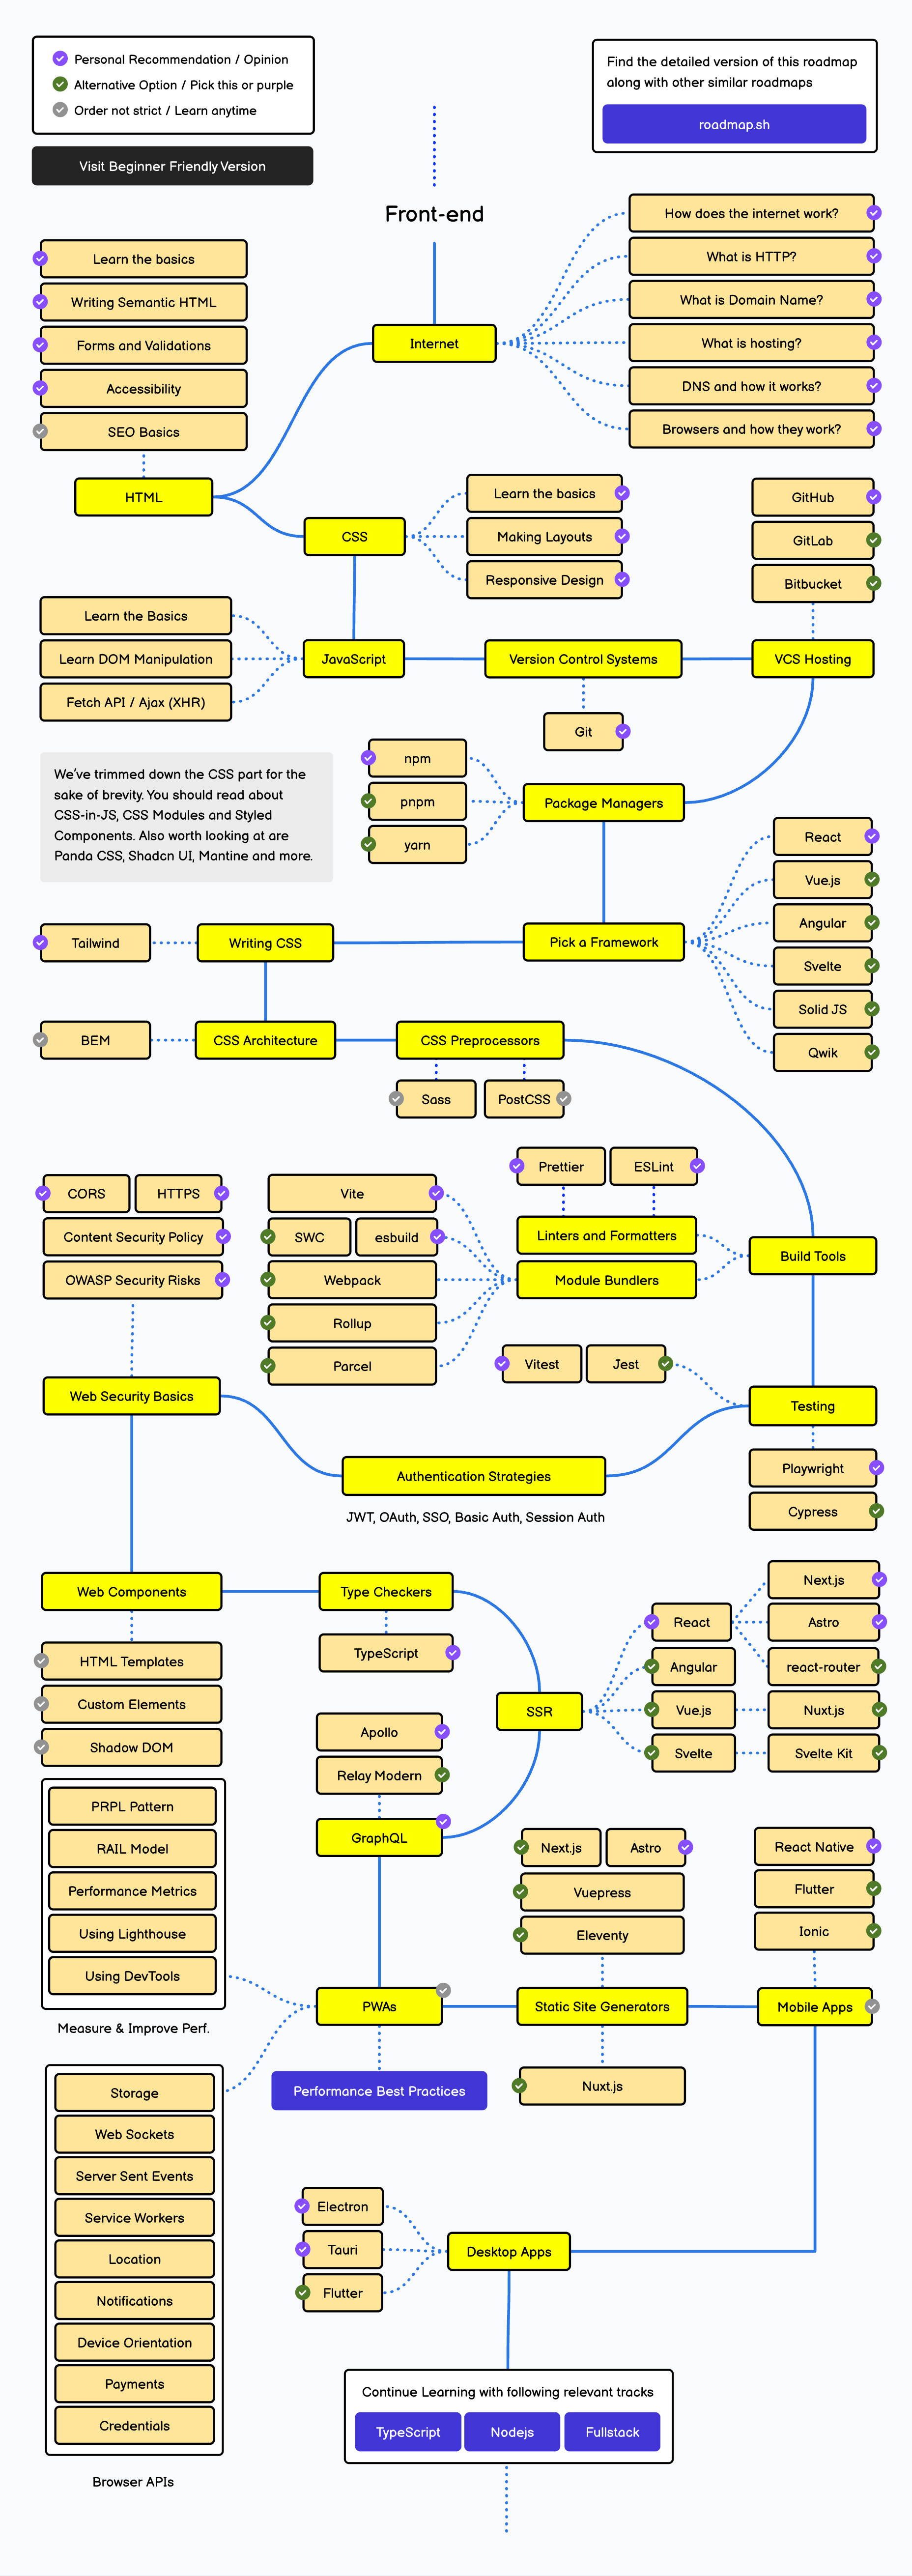 Personal Recommendation / Opinion
Alternative Option / Pick this or purple
Order not strict / Learn anytime
Visit Beginner Friendly Version
Find the detailed version of this roadmap
along with other similar roadmaps
roadmap.sh
Front-end
Internet
How does the internet work?
What is HTTP?
What is Domain Name?
What is hosting?
DNS and how it works?
Browsers and how they work?
Learn the basics
Writing Semantic HTML
Forms and Validations
Accessibility
SEO Basics
HTML
CSS
Learn the basics
Making Layouts
Responsive Design
GitHub
GitLab
Bitbucket
Learn the Basics
Learn DOM Manipulation
Fetch API / Ajax (XHR)
JavaScript
Version Control Systems
VCS Hosting
Git
We've trimmed down the CSS part for the
sake of brevity. You should read about
CSS-in-JS, CSS Modules and Styled
Components. Also worth looking at are
Panda CSS, Shadcn UI, Mantine and more.
npm
pnpm
yarn
Package Managers
React
Vue.js
Angular
Svelte
Solid JS
Qwik
Tailwind
Writing CSS
Pick a Framework
BEM
CSS Architecture
CSS Preprocessors
Sass
PostCSS
Prettier
ESLint
Linters and Formatters
Module Bundlers
Build Tools
CORS
HTTPS
Content Security Policy
OWASP Security Risks
Vite
SWC
esbuild
Webpack
Rollup
Parcel
Vitest
Jest
Web Security Basics
Testing
Playwright
Cypress
Authentication Strategies
JWT, OAuth, SSO, Basic Auth, Session Auth
Web Components
Type Checkers
HTML Templates
Custom Elements
Shadow DOM
TypeScript
SSR
React
Angular
Vue.js
Svelte
Next.js
Astro
react-router
Nuxt.js
Svelte Kit
Apollo
Relay Modern
GraphQL
PRPL Pattern
RAIL Model
Performance Metrics
Using Lighthouse
Using DevTools
Measure & Improve Perf.
Next.js
Astro
Vuepress
Eleventy
React Native
Flutter
Ionic
PWAs
Static Site Generators
Mobile Apps
Performance Best Practices
Nuxt.js
Storage
Web Sockets
Server Sent Events
Service Workers
Location
Notifications
Device Orientation
Payments
Credentials
Browser APIs
Electron
Tauri
Flutter
Desktop Apps
Continue Learning with following relevant tracks
TypeScript
Nodejs
Fullstack